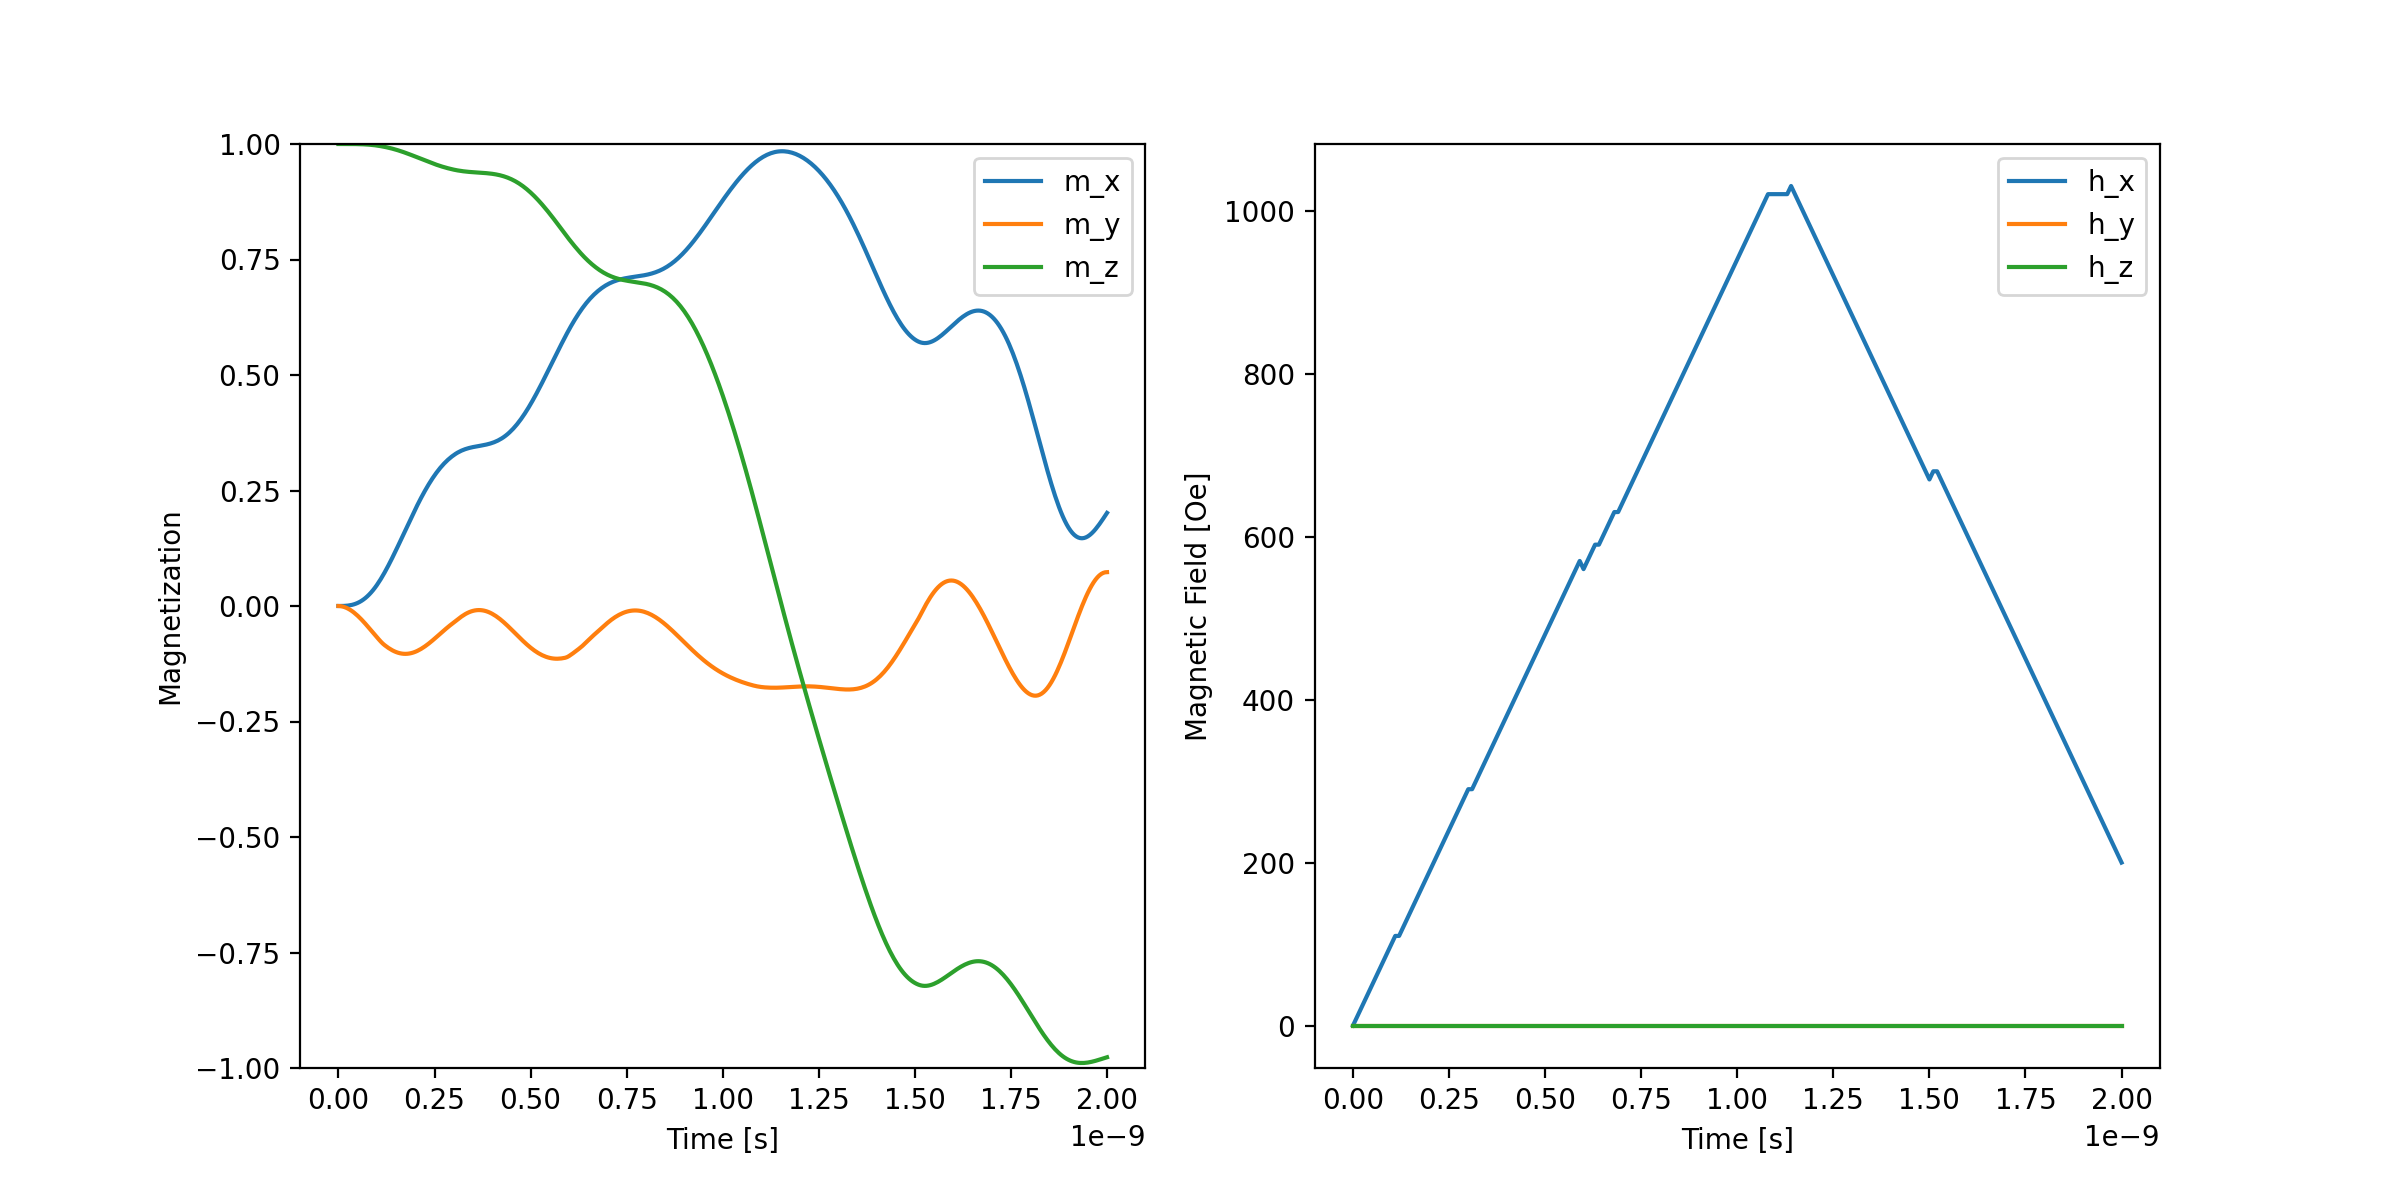 1.00
0.75
0.50
0.25
0.00
−0.25
−0.50
−0.75
−1.00
Magnetization
m_x
m_y
m_z
0.00 0.25 0.50 0.75 1.00 1.25 1.50 1.75 2.00
Time [s]
1e−9
1000
800
600
400
200
0
Magnetic Field [Oe]
h_x
h_y
h_z
0.00 0.25 0.50 0.75 1.00 1.25 1.50 1.75 2.00
Time [s]
1e−9